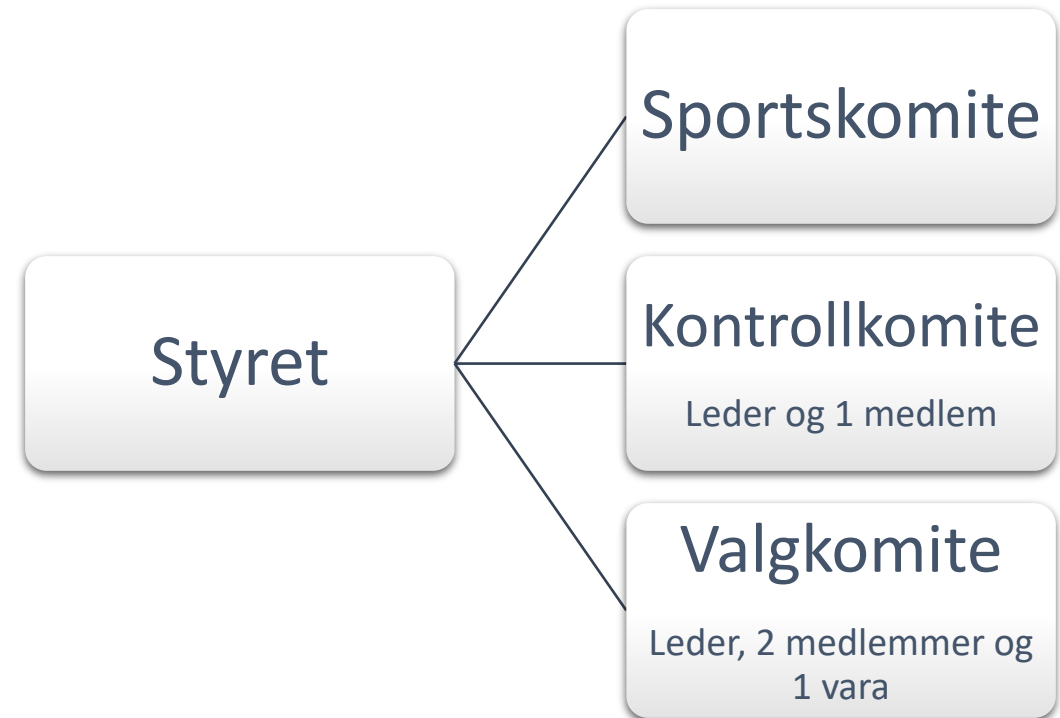 Styret
Sportskomite
Kontrollkomite
Leder og 1 medlem
Valgkomite
Leder, 2 medlemmer og
1 vara